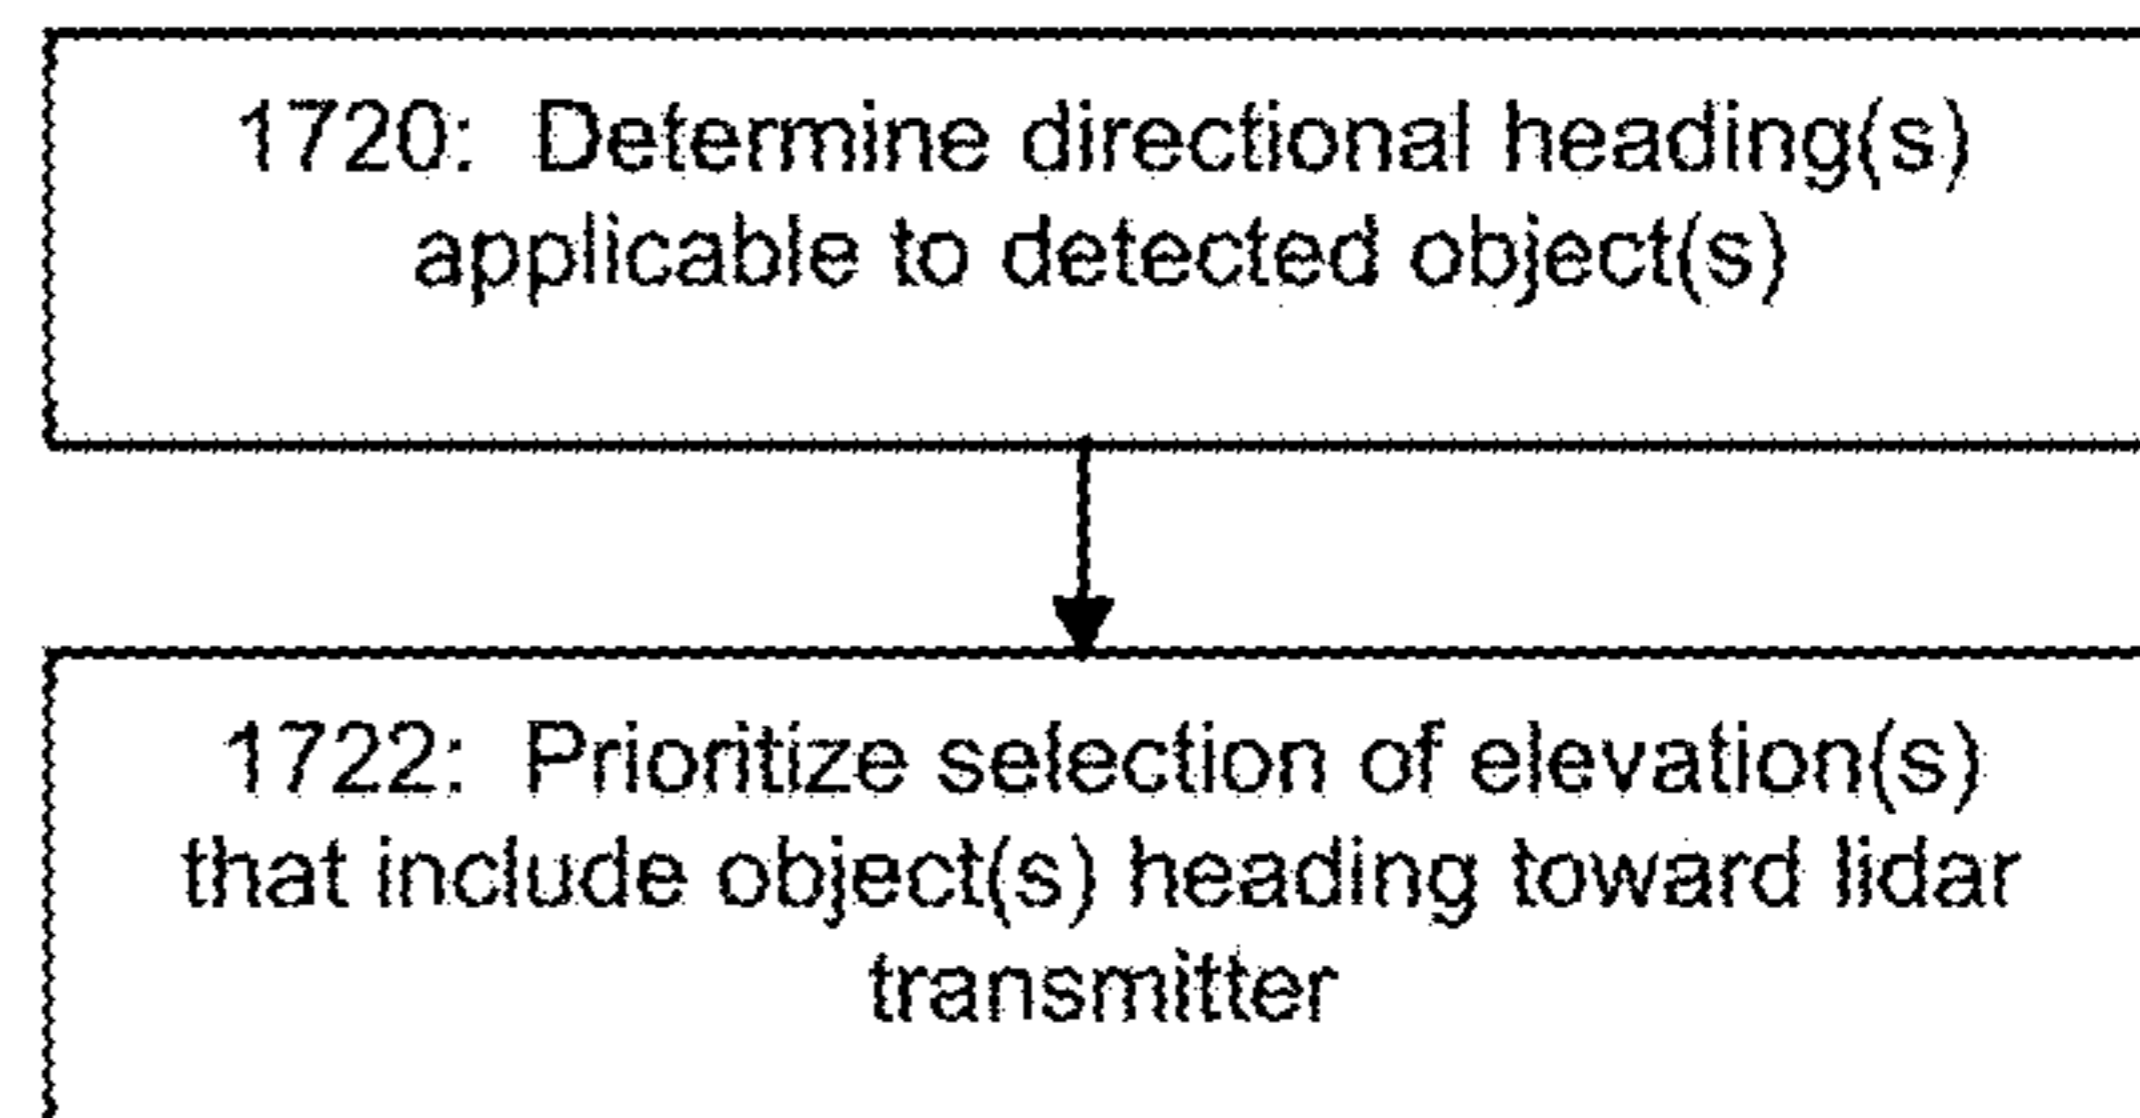 1720:  Determine directional heading(s)
applicable to detected object(s)
1722:  Prioritize selection of elevation(s)
that include object(s) heading toward lidar
transmitter